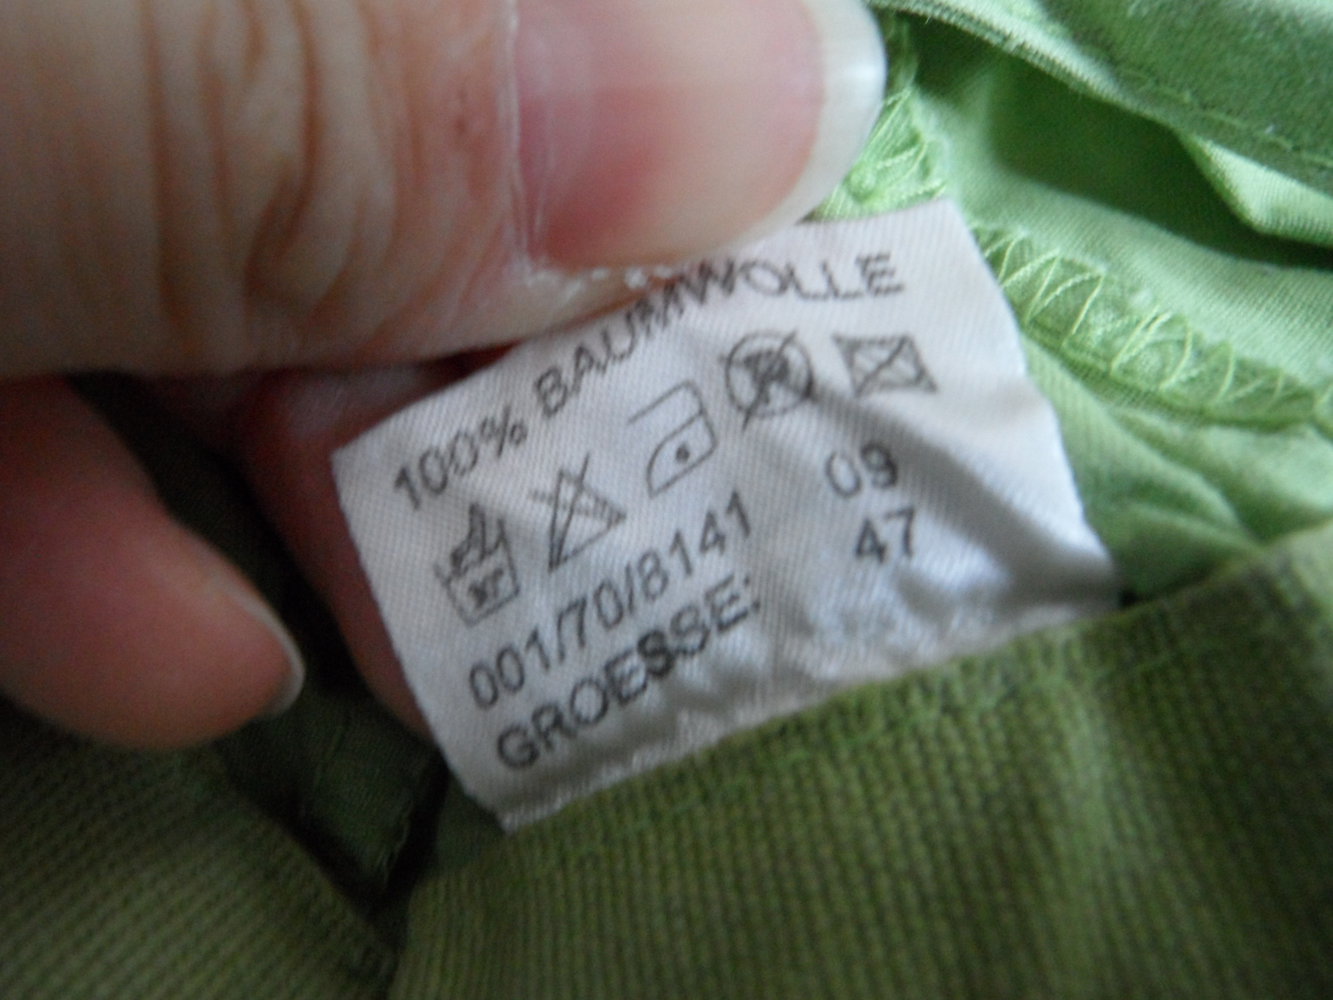 100% BAUMWOLLE
001/70/8141 09
GROESSE: 47